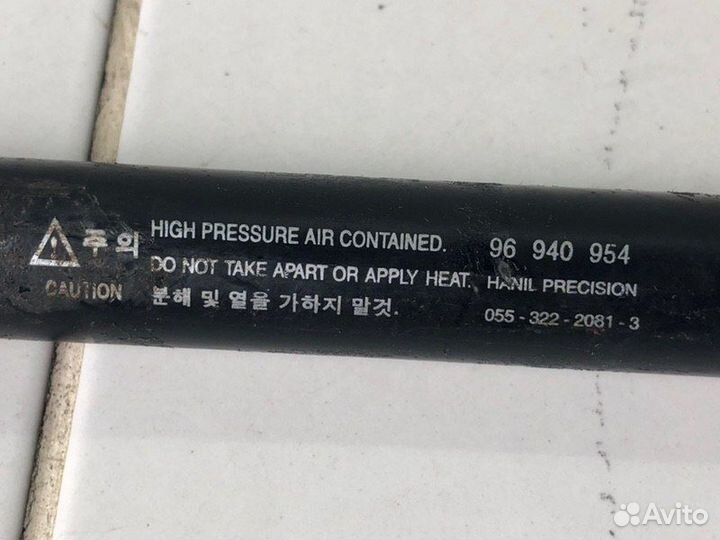 주의
CAUTION
HIGH PRESSURE AIR CONTAINED.
DO NOT TAKE APART OR APPLY HEAT.
분해 및 열을 가하지 말것.
96 940 954
HANIL PRECISION
055-322-2081-3
Avito